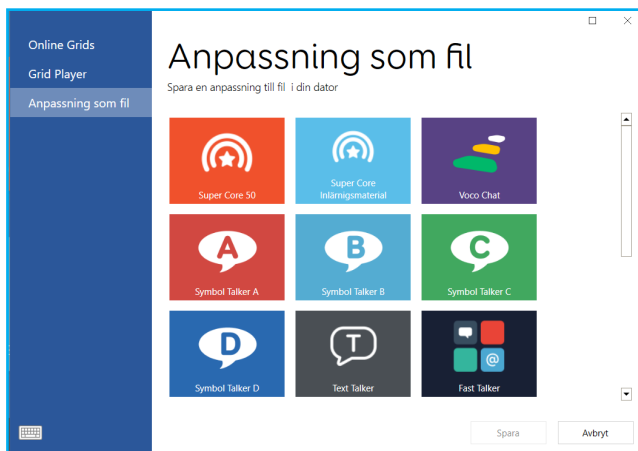 Online Grids
Grid Player
Anpassning som fil
Anpassning som fil
Spara en anpassning till fil i din dator
Super Core 50
Super Core
Inlärnigsmaterial
Voco Chat
A
Symbol Talker A
B
Symbol Talker B
C
Symbol Talker C
D
Symbol Talker D
T
Text Talker
@
Fast Talker
Spara
Avbryt